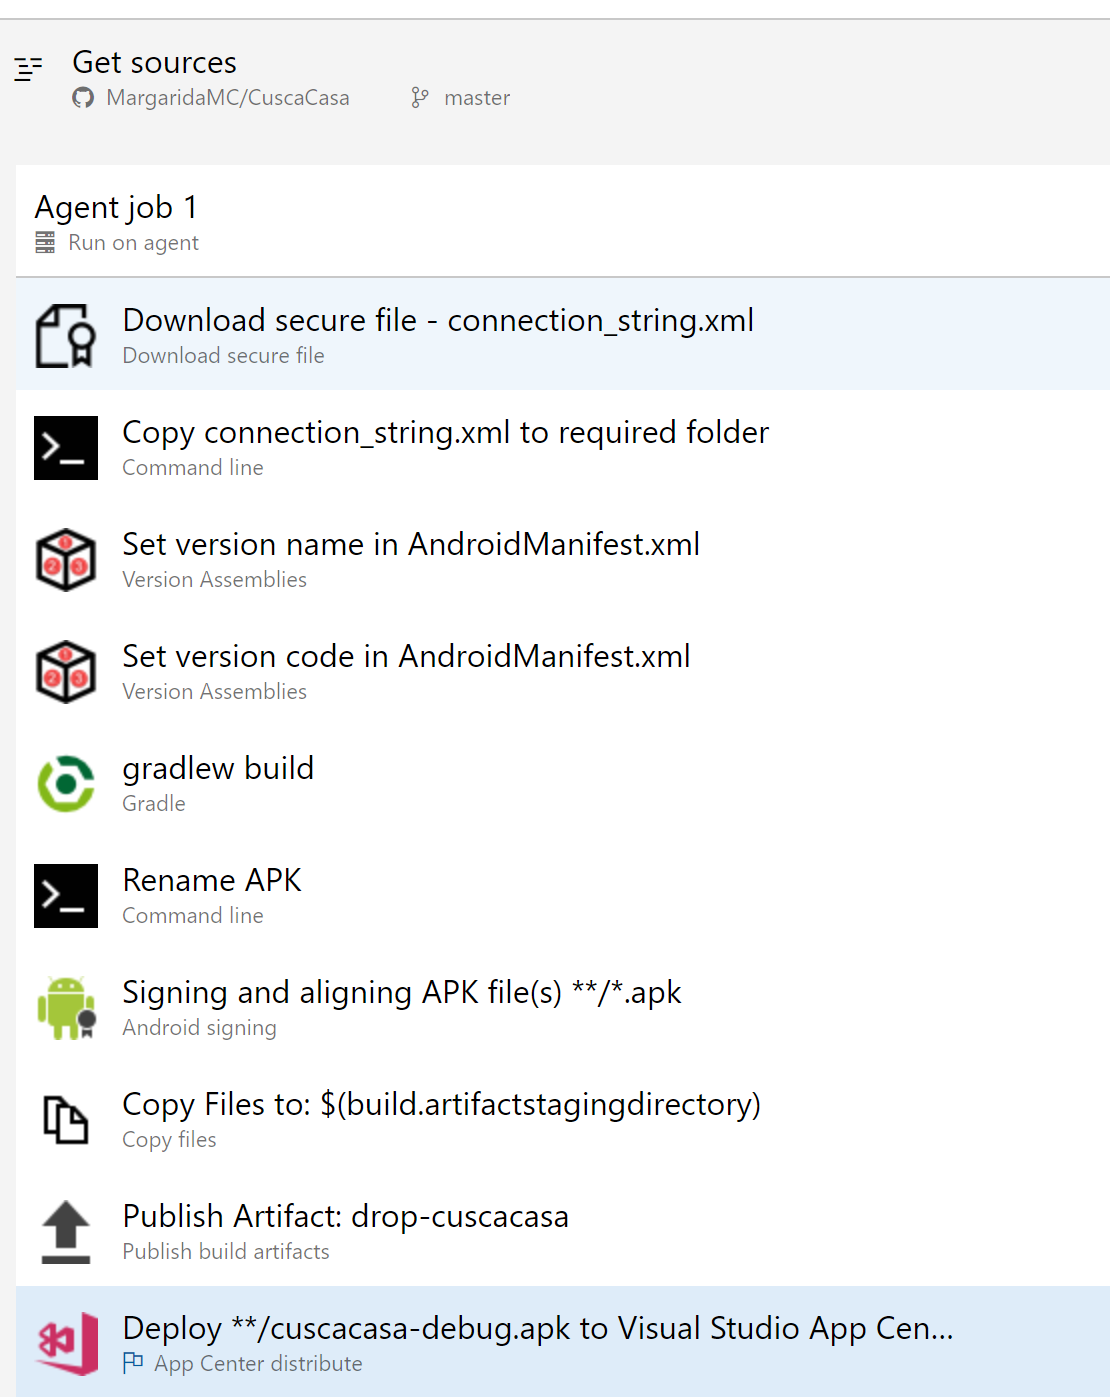 Get sources
MargaridaMC/CuscaCasa master
Agent job 1
Run on agent
Download secure file - connection_string.xml
Download secure file
Copy connection_string.xml to required folder
Command line
Set version name in AndroidManifest.xml
Version Assemblies
Set version code in AndroidManifest.xml
Version Assemblies
gradlew build
Gradle
Rename APK
Command line
Signing and aligning APK file(s) **/*.apk
Android signing
Copy Files to: $(build.artifactstagingdirectory)
Copy files
Publish Artifact: drop-cuscacasa
Publish build artifacts
Deploy **/cuscacasa-debug.apk to Visual Studio App Cen...
App Center distribute